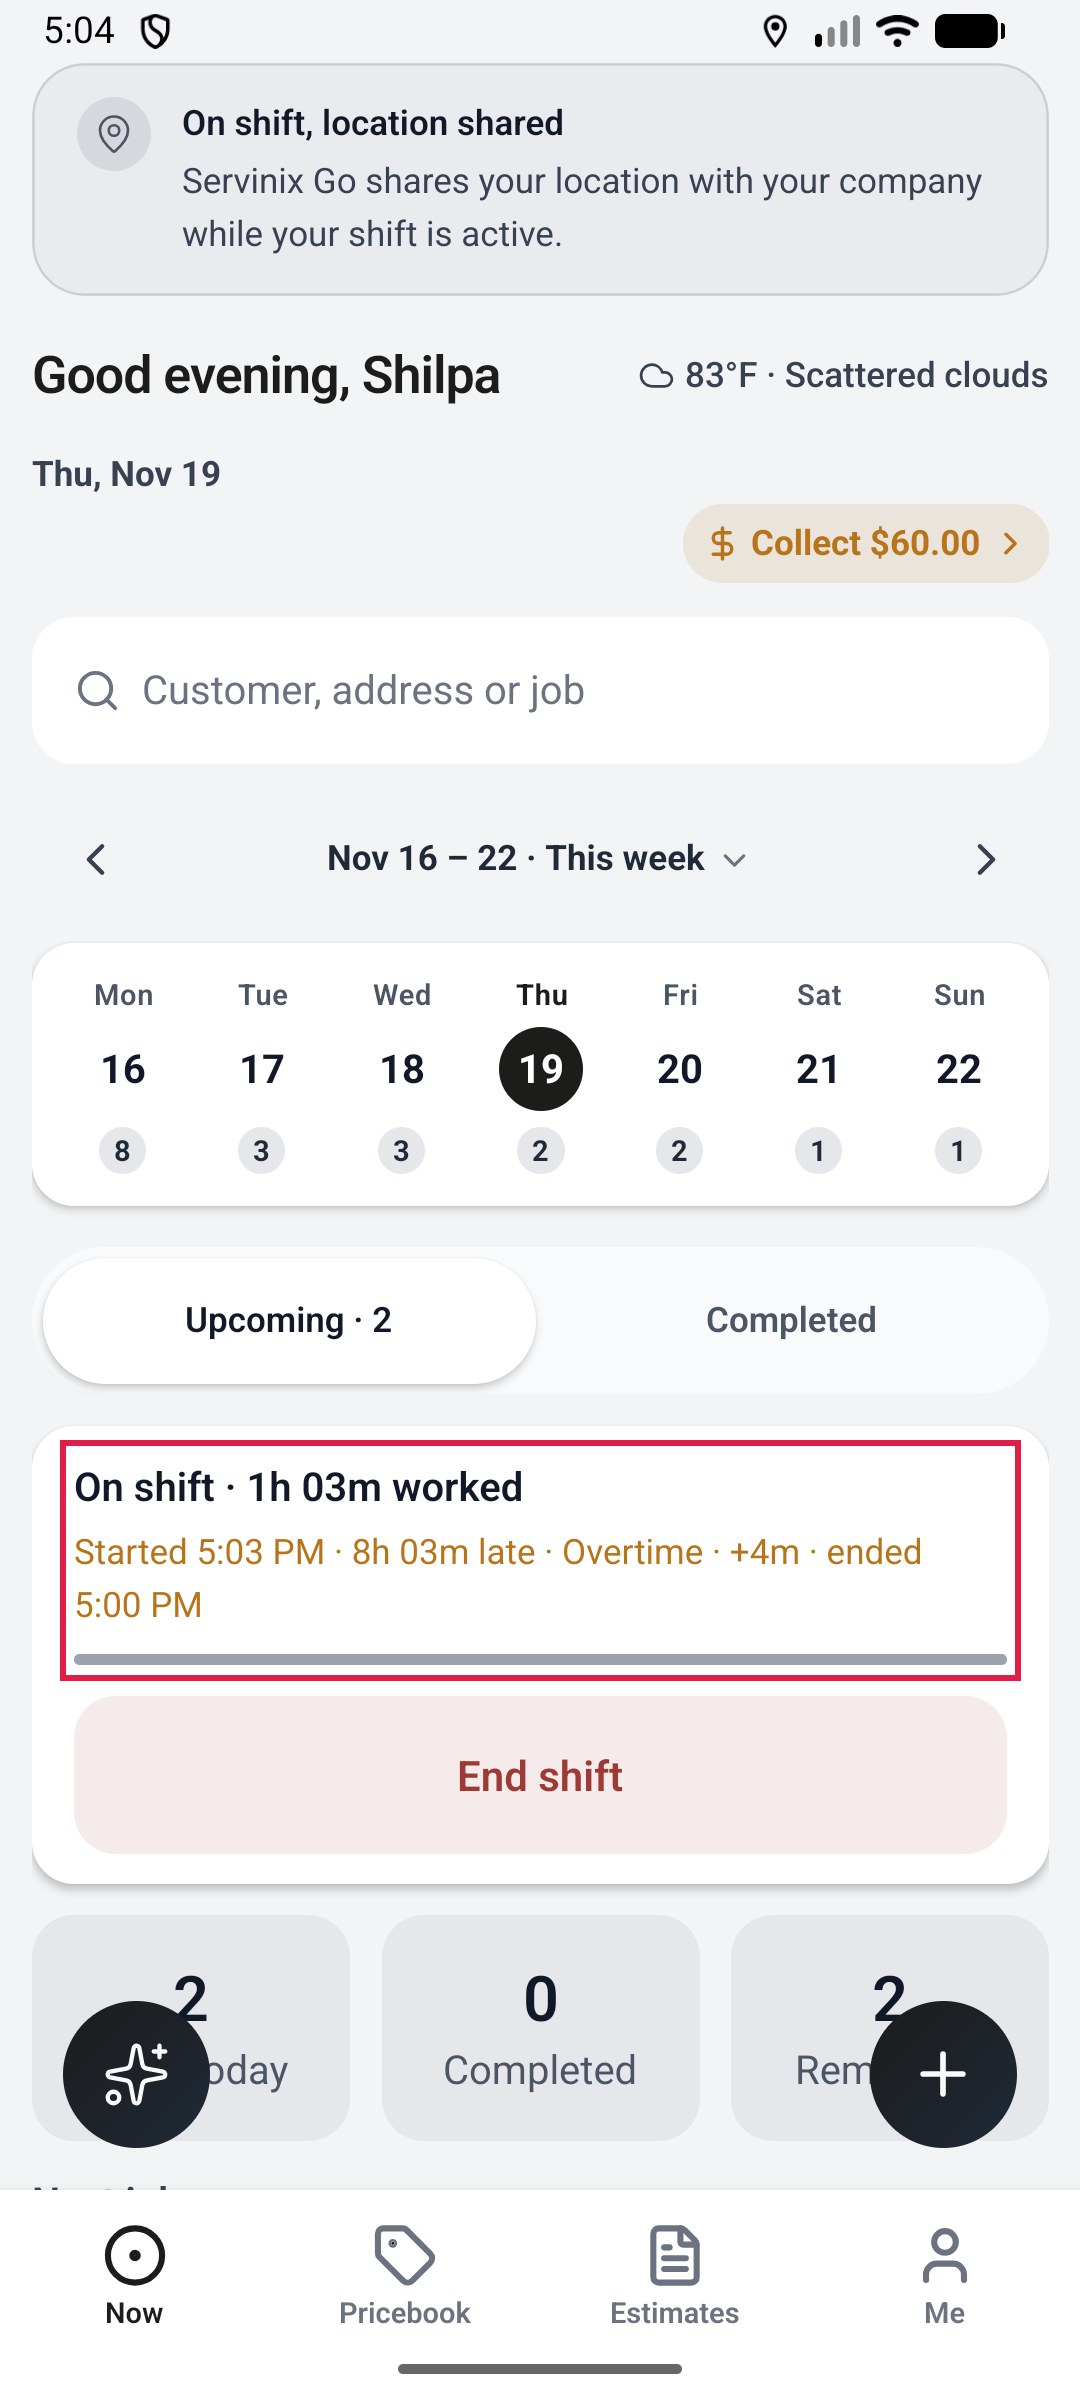 5:04
On shift, location shared
Servinix Go shares your location with your company
while your shift is active.
Good evening, Shilpa
83°F · Scattered clouds
Thu, Nov 19
Collect $60.00
Customer, address or job
Nov 16 – 22 · This week
Mon Tue Wed Thu Fri Sat Sun
16 17 18 19 20 21 22
8 3 3 2 2 1 1
Upcoming · 2
Completed
On shift · 1h 03m worked
Started 5:03 PM · 8h 03m late · Overtime · +4m · ended
5:00 PM
End shift
2 0 2
Completed
Now Pricebook Estimates Me